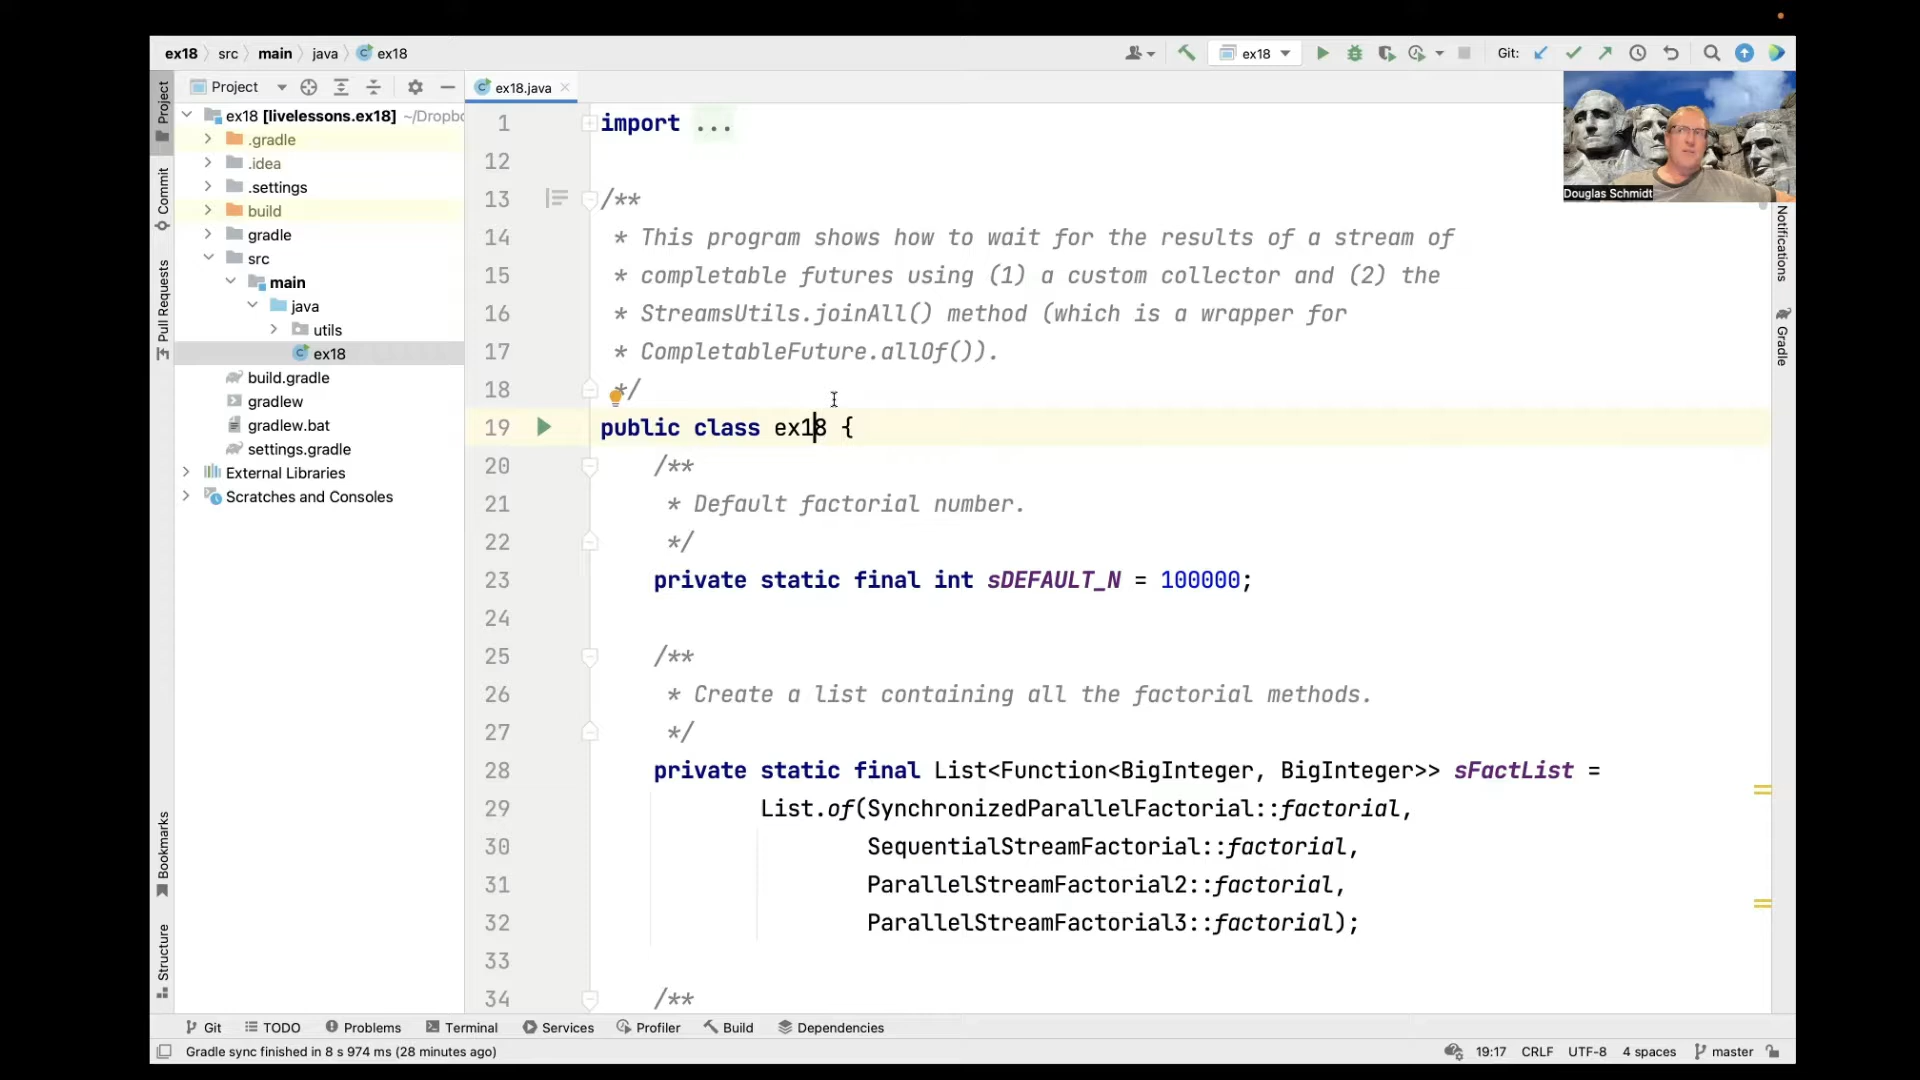 ex18 src main java ex18
ex18
Git:
Project
ex18.java
Project
Commit
Pull Requests
Bookmarks
Structure
ex18 [livelessons.ex18] ~/Dropbo
.gradle
.idea
.settings
build
gradle
src
main
java
utils
ex18
build.gradle
gradlew
gradlew.bat
settings.gradle
External Libraries
Scratches and Consoles
1 import ...
12
13 /**
14 * This program shows how to wait for the results of a stream of
15 * completable futures using (1) a custom collector and (2) the
16 * StreamsUtils.joinAll() method (which is a wrapper for
17 * CompletableFuture.allOf()).
18 */
19 public class ex18 {
20 /**
21 * Default factorial number.
22 */
23 private static final int sDEFAULT_N = 100000;
24
25 /**
26 * Create a list containing all the factorial methods.
27 */
28 private static final List<Function<BigInteger, BigInteger>> sFactList =
29 List.of(SynchronizedParallelFactorial::factorial,
30 SequentialStreamFactorial::factorial,
31 ParallelStreamFactorial2::factorial,
32 ParallelStreamFactorial3::factorial);
33
34 /**
Douglas Schmidt
Notifications
Gradle
Git TODO Problems Terminal Services Profiler Build Dependencies
Gradle sync finished in 8 s 974 ms (28 minutes ago)
19:17 CRLF UTF-8 4 spaces master